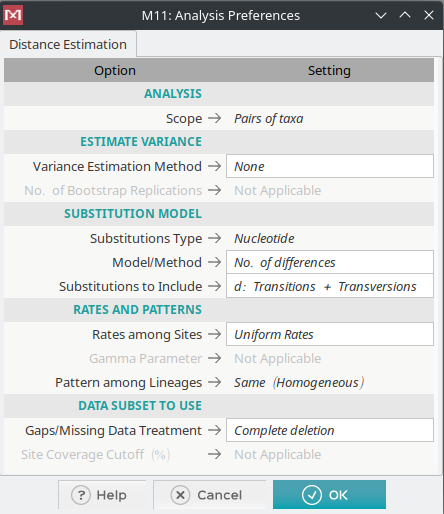 M11: Analysis Preferences
Distance Estimation
Option Setting
ANALYSIS
Scope → Pairs of taxa
ESTIMATE VARIANCE
Variance Estimation Method → None
No. of Bootstrap Replications → Not Applicable
SUBSTITUTION MODEL
Substitutions Type → Nucleotide
Model/Method → No. of differences
Substitutions to Include → d: Transitions + Transversions
RATES AND PATTERNS
Rates among Sites → Uniform Rates
Gamma Parameter → Not Applicable
Pattern among Lineages → Same (Homogeneous)
DATA SUBSET TO USE
Gaps/Missing Data Treatment → Complete deletion
Site Coverage Cutoff (%) → Not Applicable
? Help × Cancel ✓ OK